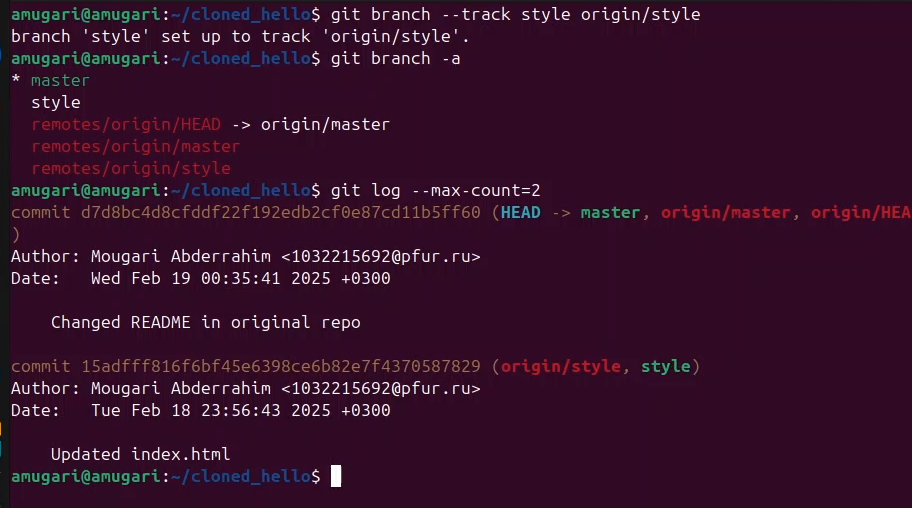 amugari@amugari:~/cloned_hello$ git branch --track style origin/style
branch 'style' set up to track 'origin/style'.
amugari@amugari:~/cloned_hello$ git branch -a
* master
  style
  remotes/origin/HEAD -> origin/master
  remotes/origin/master
  remotes/origin/style
amugari@amugari:~/cloned_hello$ git log --max-count=2
commit d7d8bc4d8cfddf22f192edb2cf0e87cd11b5ff60 (HEAD -> master, origin/master, origin/HEA
)
Author: Mougari Abderrahim <1032215692@pfur.ru>
Date:   Wed Feb 19 00:35:41 2025 +0300

    Changed README in original repo

commit 15adfff816f6bf45e6398ce6b82e7f4370587829 (origin/style, style)
Author: Mougari Abderrahim <1032215692@pfur.ru>
Date:   Tue Feb 18 23:56:43 2025 +0300

    Updated index.html
amugari@amugari:~/cloned_hello$